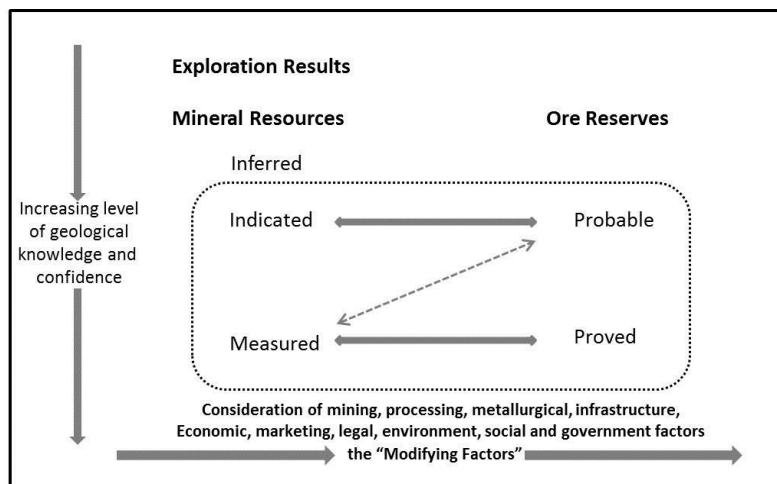 Exploration Results
Mineral Resources
Ore Reserves
Inferred
Increasing level
of geological
knowledge and
confidence
Indicated
Probable
Measured
Proved
Consideration of mining, processing, metallurgical, infrastructure,
Economic, marketing, legal, environment, social and government factors
the “Modifying Factors”